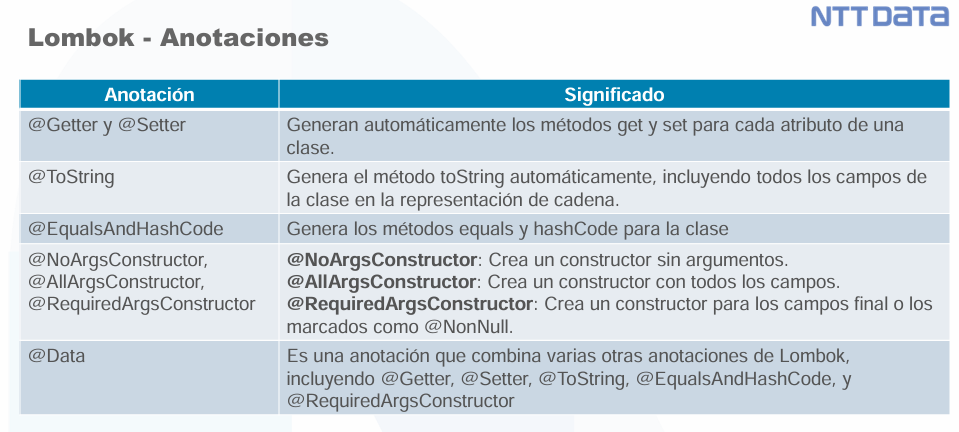 NTT DATA
Lombok - Anotaciones
Anotación
Significado
@Getter y @Setter
Generan automáticamente los métodos get y set para cada atributo de una
clase.
@ToString
Genera el método toString automáticamente, incluyendo todos los campos de
la clase en la representación de cadena.
@EqualsAndHashCode
Genera los métodos equals y hashCode para la clase
@NoArgsConstructor,
@AllArgsConstructor,
@RequiredArgsConstructor
@NoArgsConstructor: Crea un constructor sin argumentos.
@AllArgsConstructor: Crea un constructor con todos los campos.
@RequiredArgsConstructor: Crea un constructor para los campos final o los
marcados como @NonNull.
@Data
Es una anotación que combina varias otras anotaciones de Lombok,
incluyendo @Getter, @Setter, @ToString, @EqualsAndHashCode, y
@RequiredArgsConstructor